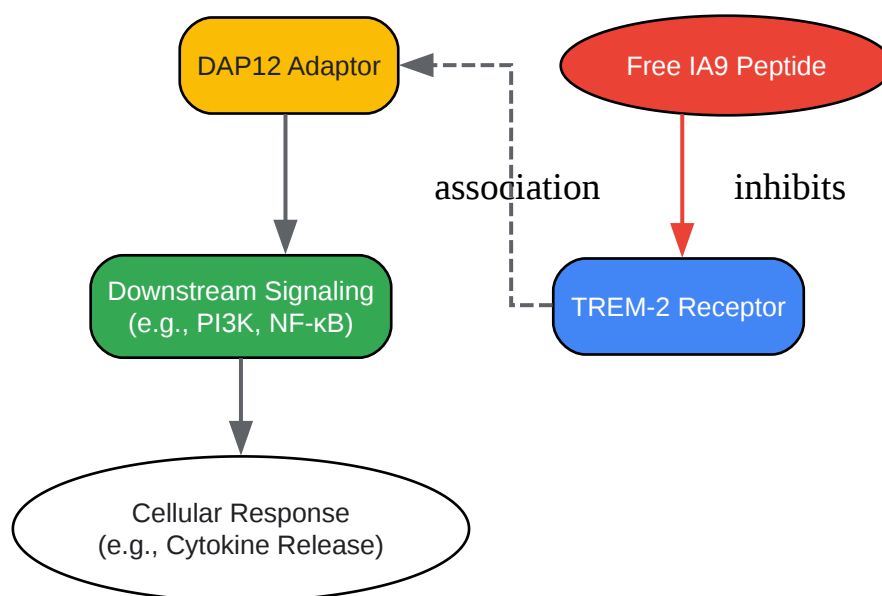 DAP12 Adaptor
Free IA9 Peptide
association
inhibits
Downstream Signaling
(e.g., PI3K, NF-κB)
TREM-2 Receptor
Cellular Response
(e.g., Cytokine Release)